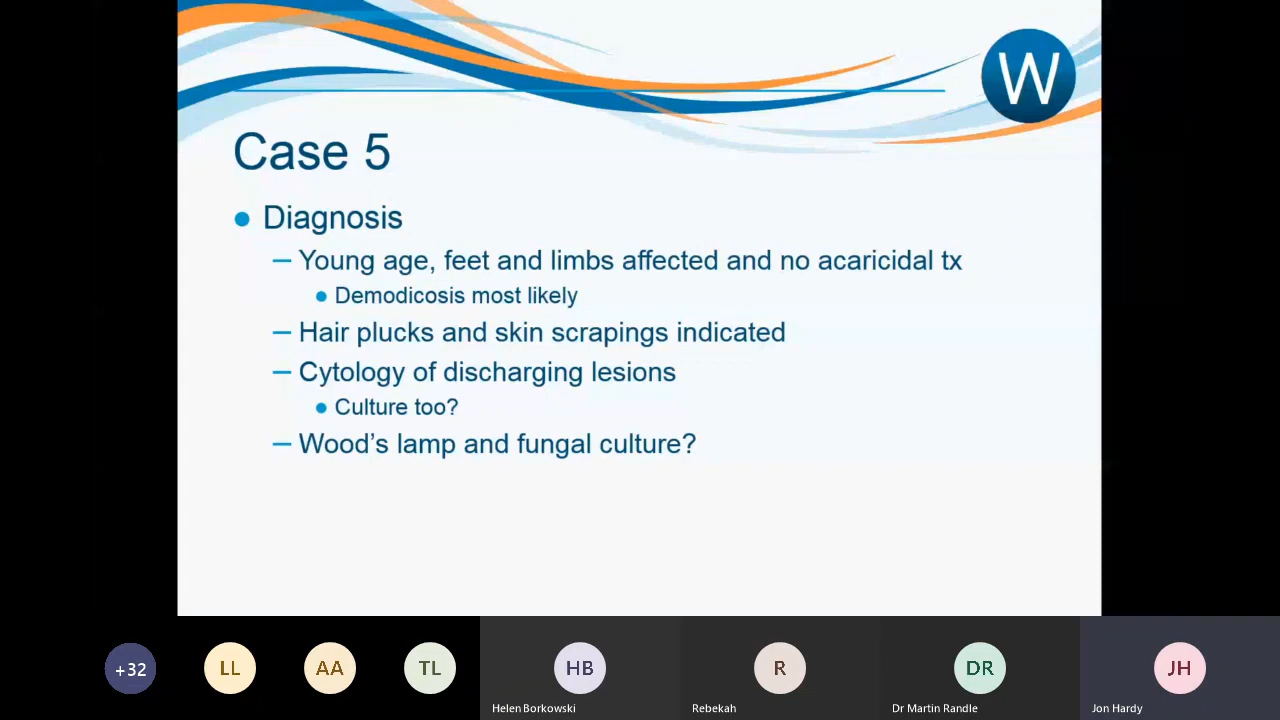 W
Case 5
Diagnosis
Young age, feet and limbs affected and no acaricidal tx
Demodicosis most likely
Hair plucks and skin scrapings indicated
Cytology of discharging lesions
Culture too?
Wood's lamp and fungal culture?
+32
LL
AA
TL
HB
Helen Borkowski
R
Rebekah
DR
Dr Martin Randle
JH
Jon Hardy